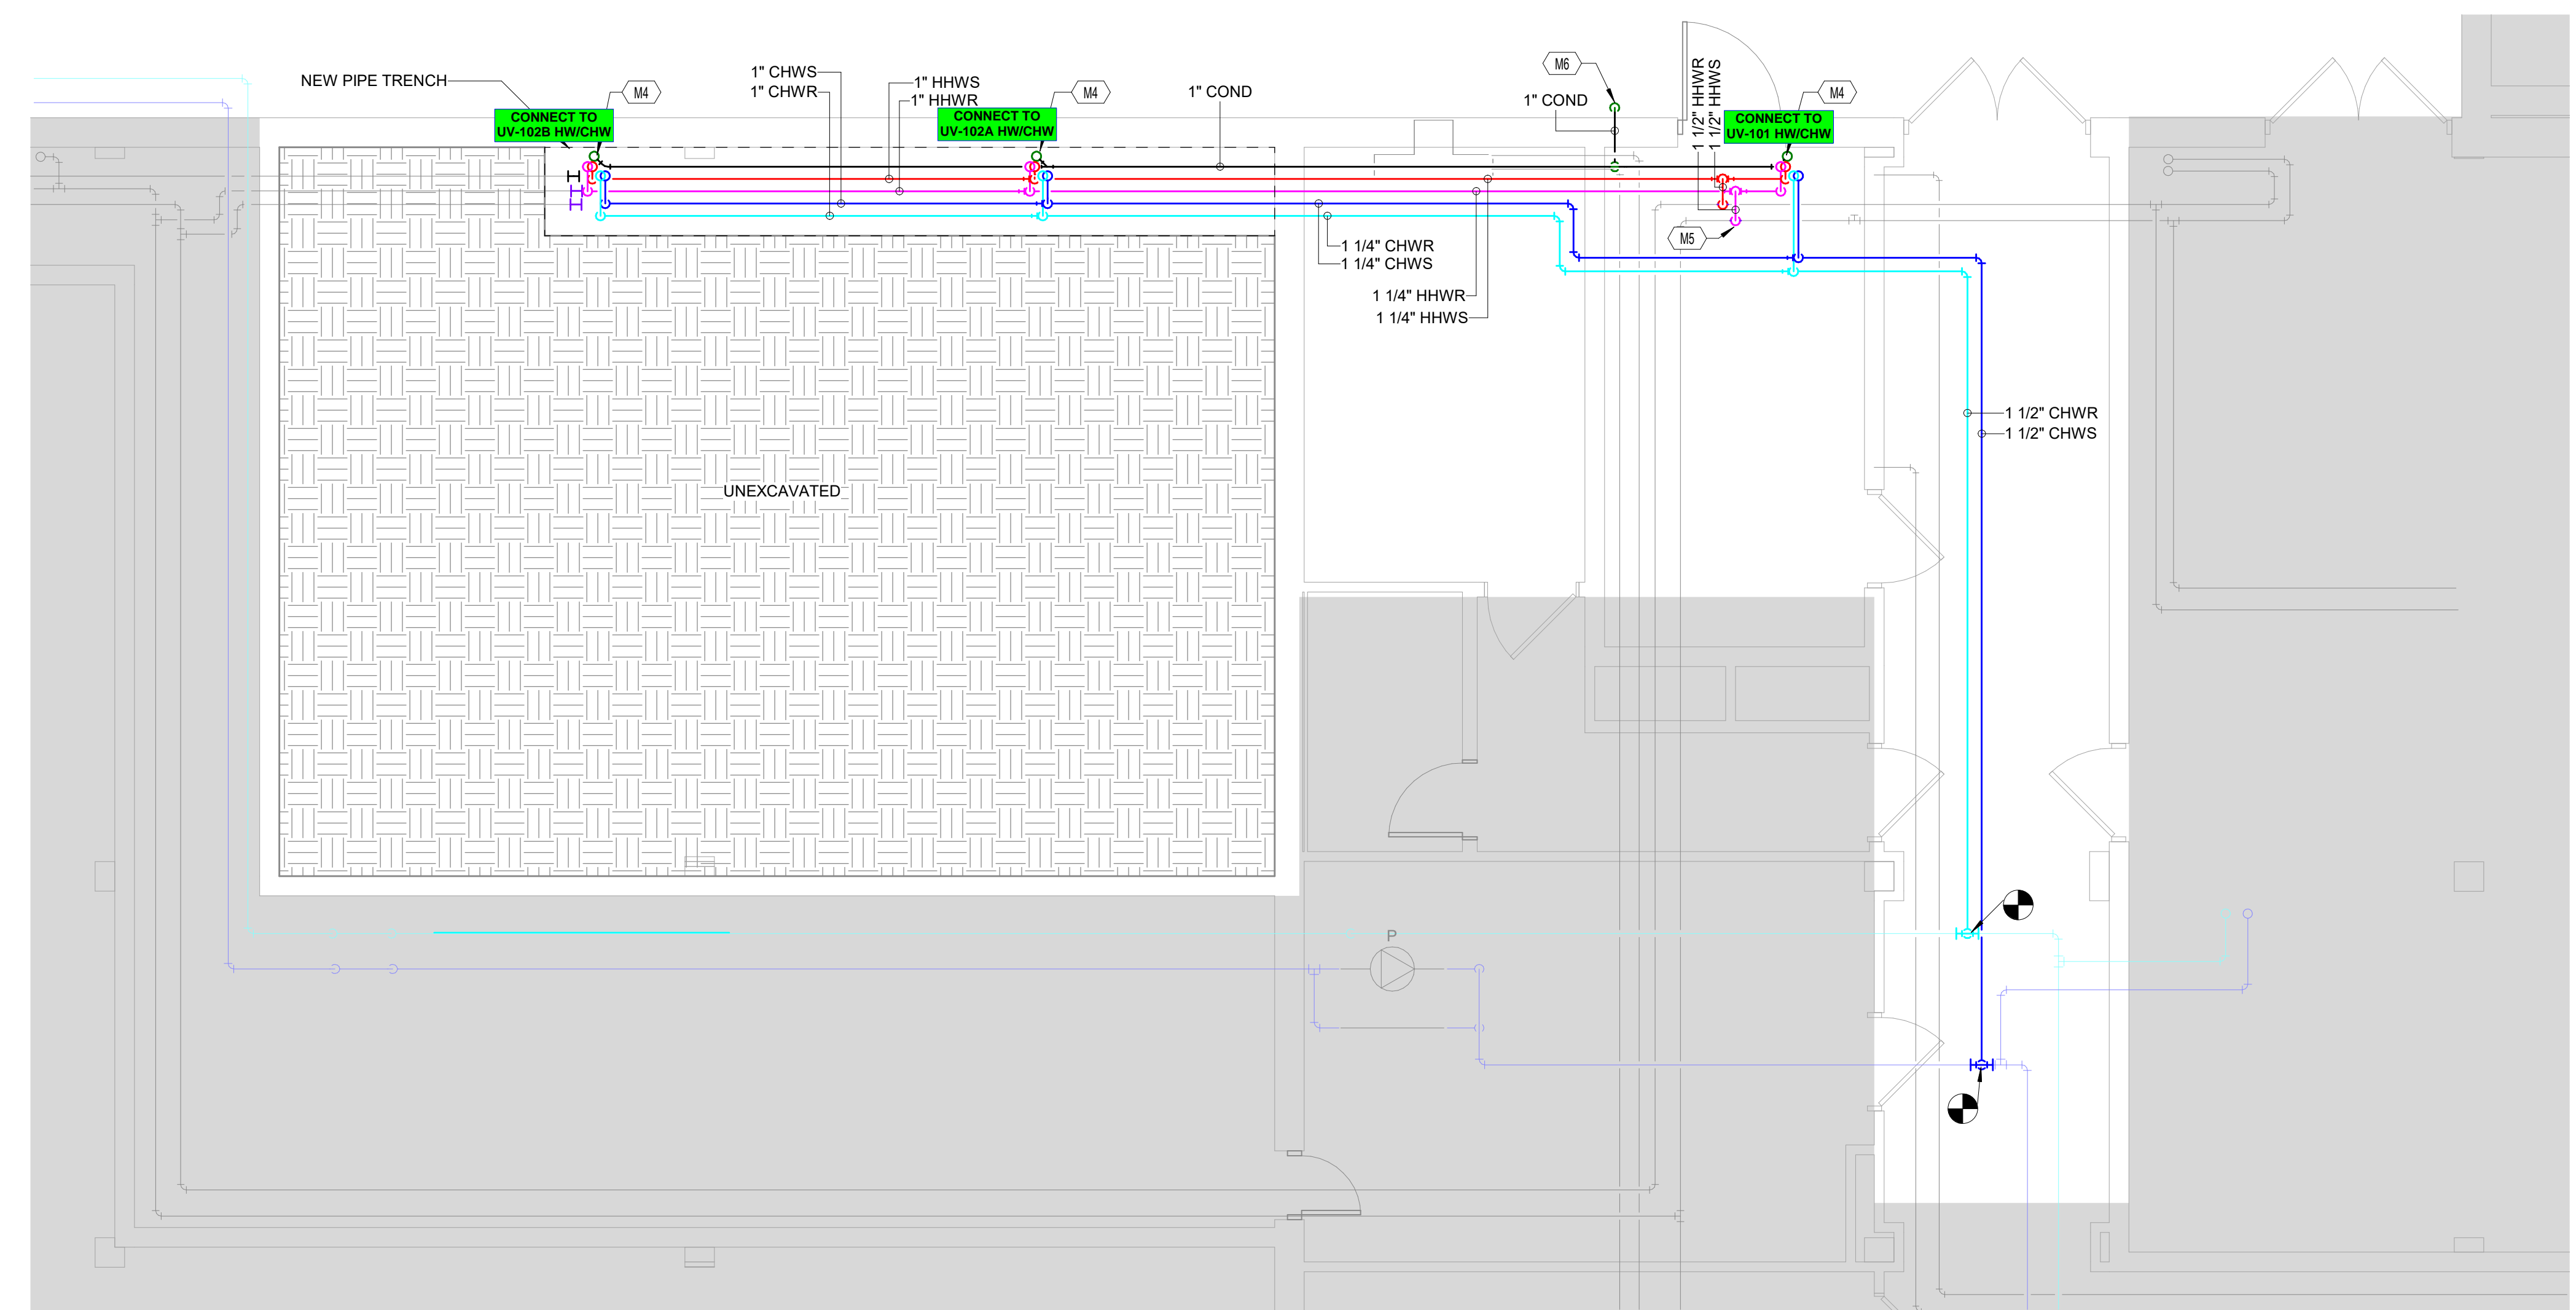 NEW PIPE TRENCH
CONNECT TO
UV-102B HW/CHW
M4
1" CHWS
1" CHWR
1" HHWS
1" HHWR
CONNECT TO
UV-102A HW/CHW
M4
1" COND
M6
1" COND
1 1/2" HHWR
1 1/2" HHWS
CONNECT TO
UV-101 HW/CHW
M4
M5
1 1/4" CHWR
1 1/4" CHWS
1 1/4" HHWR
1 1/4" HHWS
1 1/2" CHWR
1 1/2" CHWS
UNEXCAVATED
P